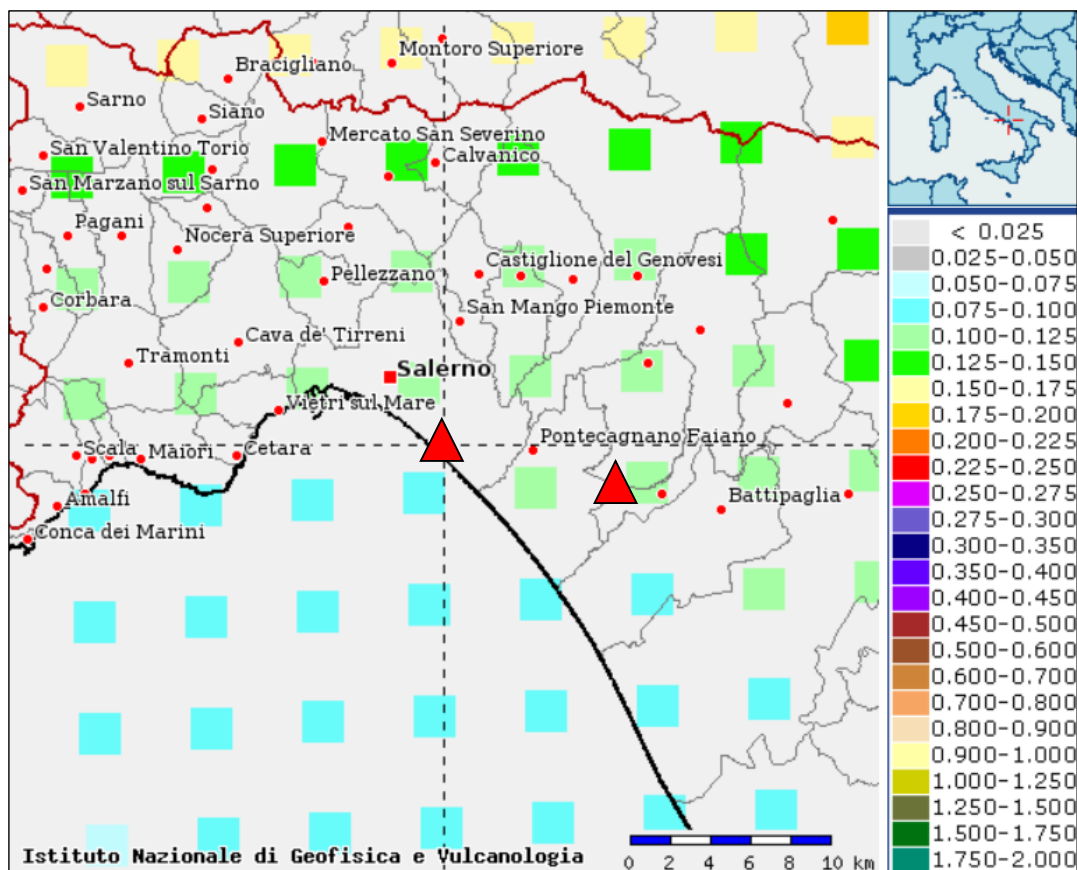 Montoro Superiore
Bracigliano
Sarno
Siano
Mercato San Severino
San Valentino Torio
Calvanico
San Marzano sul Sarno
Pagani
Nocera Superiore
Castiglione del Genovesi
Pellezzano
Corbara
San Mango Piemonte
Cava de' Tirreni
Tramonti
Salerno
Vietri sul Mare
Pontecagnano Faiano
Scala
Maiori
Cetara
Amalfi
Battipaglia
Conca dei Marini
Istituto Nazionale di Geofisica e Vulcanologia
0 2 4 6 8 10 km
< 0.025
0.025-0.050
0.050-0.075
0.075-0.100
0.100-0.125
0.125-0.150
0.150-0.175
0.175-0.200
0.200-0.225
0.225-0.250
0.250-0.275
0.275-0.300
0.300-0.350
0.350-0.400
0.400-0.450
0.450-0.500
0.500-0.600
0.600-0.700
0.700-0.800
0.800-0.900
0.900-1.000
1.000-1.250
1.250-1.500
1.500-1.750
1.750-2.000